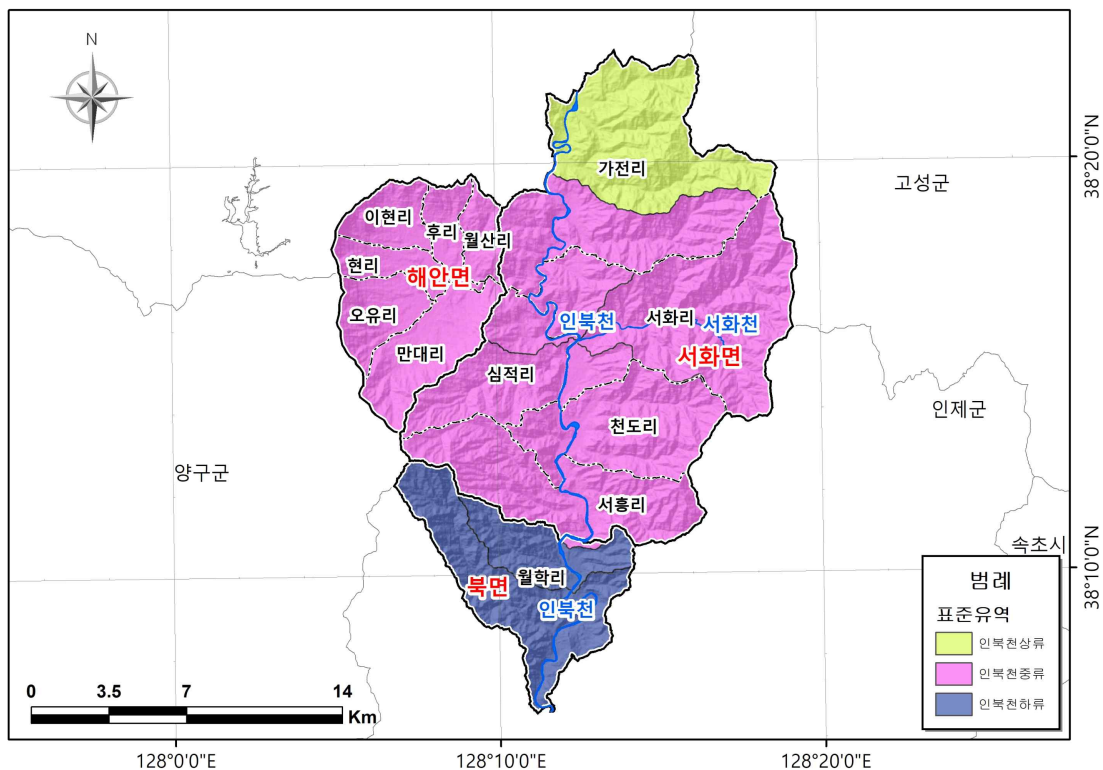 N
고성군
가전리
이현리
후리
월산리
현리
해안면
오유리
만대리
인북천
서화리
서화천
서화면
심적리
천도리
인제군
양구군
서흥리
속초시
월학리
북면
인북천
범례
표준유역
인북천상류
인북천중류
인북천하류
0 3.5 7 14
Km
38°20'0"N
38°10'0"N
128°0'0"E 128°10'0"E 128°20'0"E